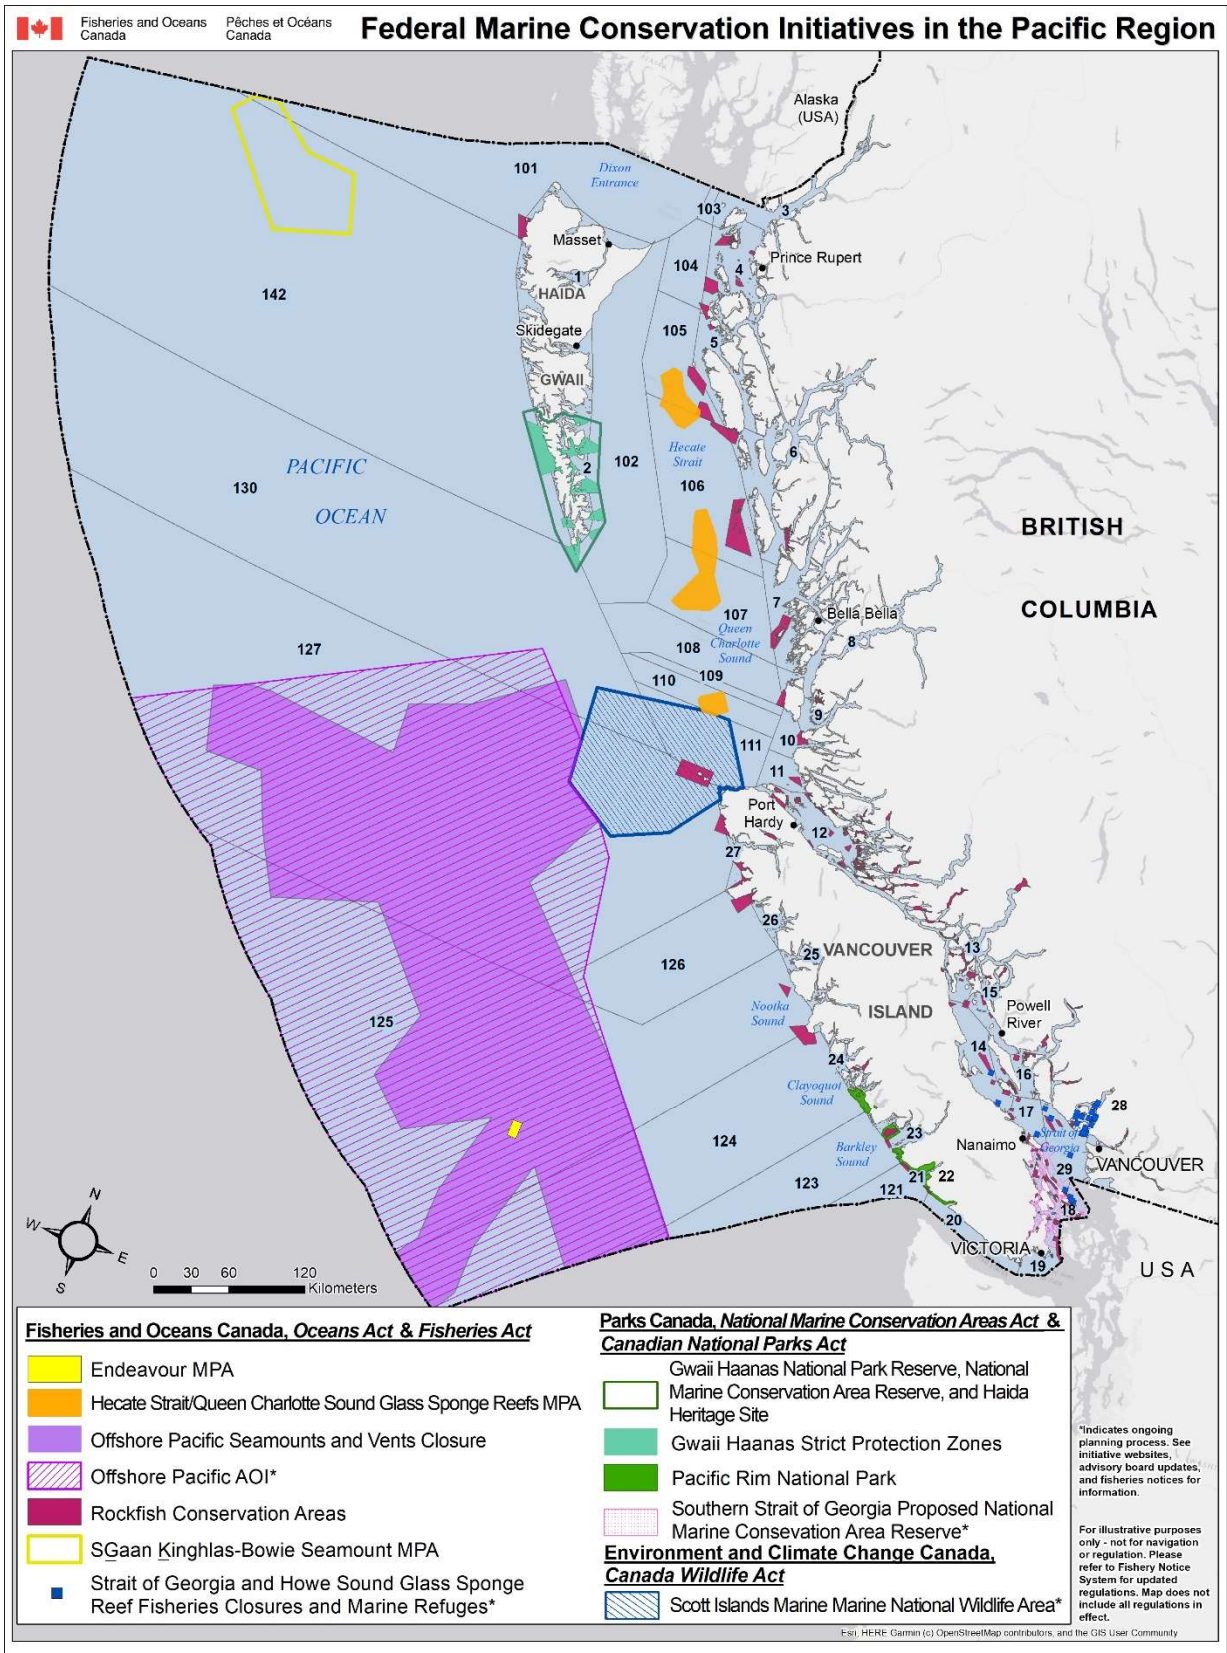 Fisheries and Oceans Pêches et Océans
Canada Canada
Federal Marine Conservation Initiatives in the Pacific Region
Alaska
(USA)
101
Dixon
Entrance
103
3
Masset
Prince Rupert
104
4
1
142
HAIDA
105
Skidegate
5
GWAII
Hecate
Strait
6
2
102
PACIFIC
130
106
OCEAN
BRITISH
7
107
Bella Bella
COLUMBIA
Queen
Charlotte
Sound
8
127
108
109
110
9
111
10
11
Port
Hardy
12
27
26
VANCOUVER
13
25
126
15
Nootka
Sound
ISLAND
Powell
River
125
14
24
16
Clayoquot
Sound
17
28
124
23
Nanaimo
Strait of
Georgia
Barkley
Sound
VANCOUVER
123
121
21
22
29
18
20
VICTORIA
19
USA
N
W
E
S
0 30 60 120
Kilometers
Fisheries and Oceans Canada, Oceans Act & Fisheries Act
Endeavour MPA
Hecate Strait/Queen Charlotte Sound Glass Sponge Reefs MPA
Offshore Pacific Seamounts and Vents Closure
Offshore Pacific AOI*
Rockfish Conservation Areas
SGaan Kinghlas-Bowie Seamount MPA
Strait of Georgia and Howe Sound Glass Sponge
Reef Fisheries Closures and Marine Refuges*
Parks Canada, National Marine Conservation Areas Act &
Canadian National Parks Act
Gwaii Haanas National Park Reserve, National
Marine Conservation Area Reserve, and Haida
Heritage Site
Gwaii Haanas Strict Protection Zones
Pacific Rim National Park
Southern Strait of Georgia Proposed National
Marine Consevation Area Reserve*
Environment and Climate Change Canada,
Canada Wildlife Act
Scott Islands Marine Marine National Wildlife Area*
*Indicates ongoing
planning process. See
initiative websites,
advisory board updates,
and fisheries notices for
information.
For illustrative purposes
only - not for navigation
or regulation. Please
refer to Fishery Notice
System for updated
regulations. Map does not
include all regulations in
effect.
Esri, HERE Garmin (c) OpenStreetMap contributors, and the GIS User Community